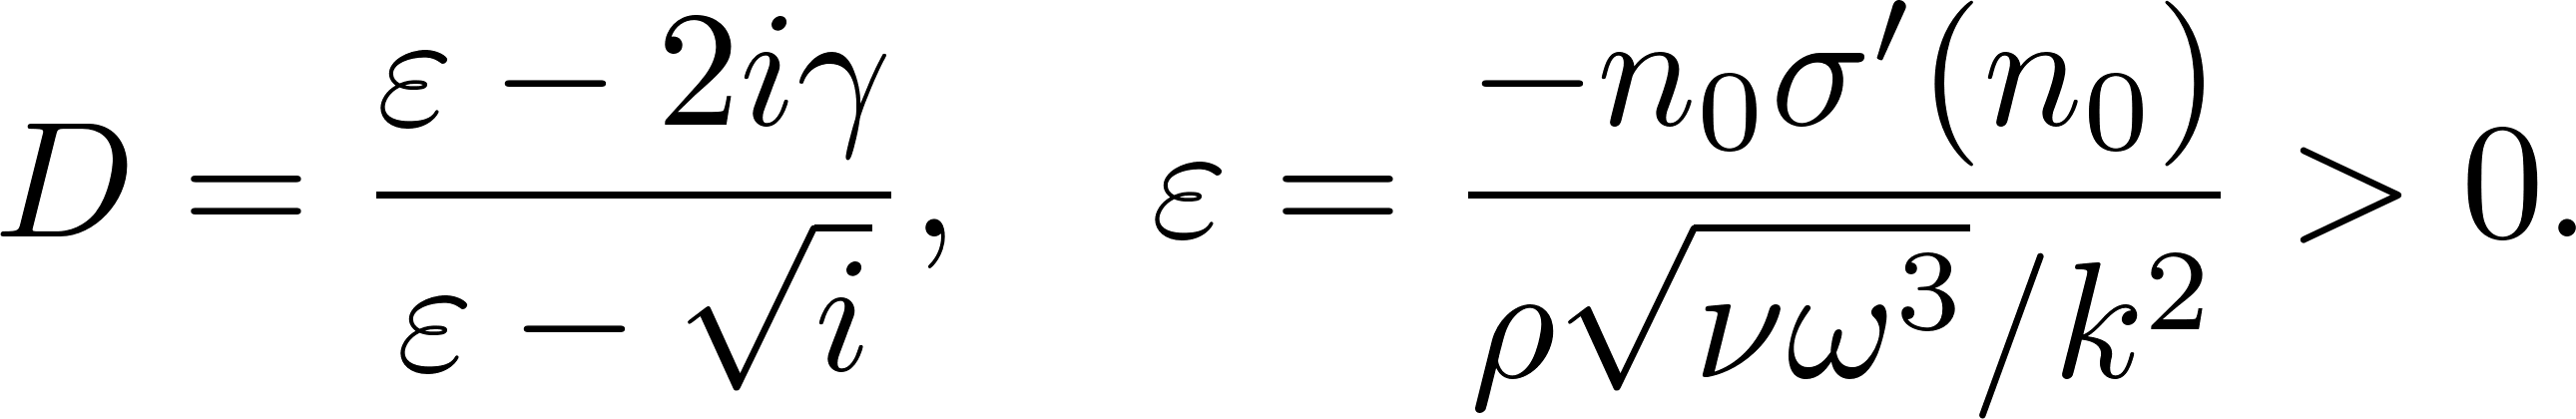 D = \frac{\varepsilon - 2i\gamma}{\varepsilon - \sqrt{i}}, \quad \varepsilon = \frac{-n_0 \sigma'(n_0)}{\rho \sqrt{\nu \omega^3} / k^2} > 0.